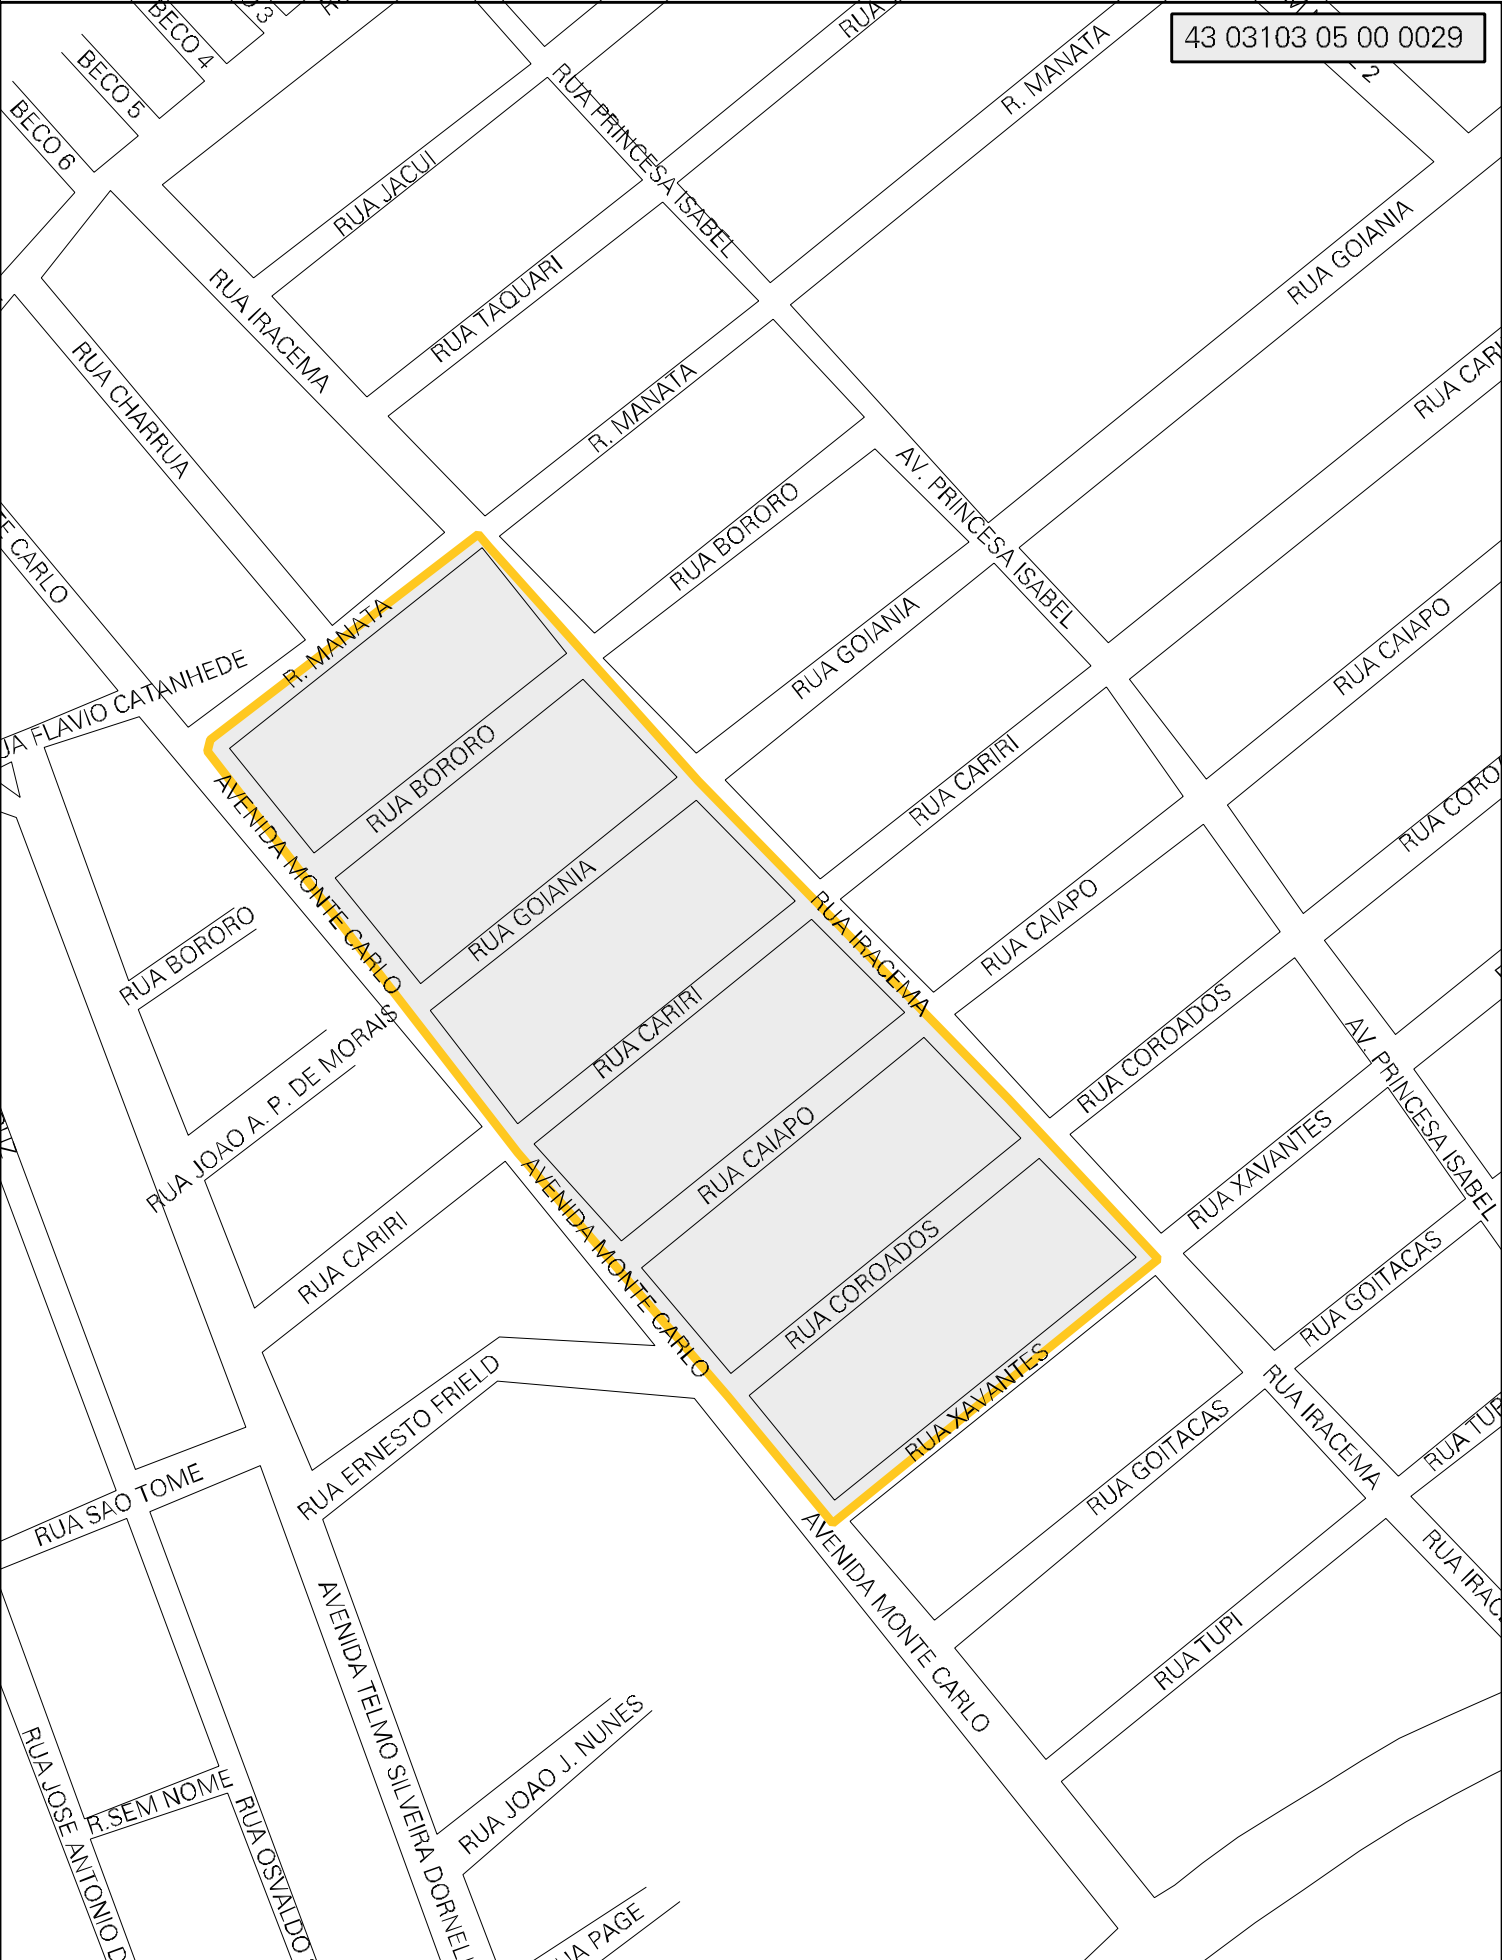 43 03103 05 00 0029
BECO 4
BECO 5
BECO 6
RUA PRINCESA ISABEL
R. MANATA
RUA JACUI
RUA TAQUARI
RUA GOIANIA
RUA IRACEMA
RUA CHARRUA
R. MANATA
AV. PRINCESA ISABEL
RUA BORORO
RUA GOIANIA
RUA CAIAPO
R. MANATA
RUA FLAVIO CATANHEDE
RUA BORORO
RUA CARIRI
AVENIDA MONTE CARLO
RUA GOIANIA
RUA IRACEMA
RUA CAIAPO
RUA BORORO
RUA CARIRI
RUA COROADOS
AV. PRINCESA ISABEL
RUA JOAO A. P. DE MORAIS
RUA CAIAPO
RUA XAVANTES
RUA CARIRI
AVENIDA MONTE CARLO
RUA COROADOS
RUA GOITACAS
RUA ERNESTO FRIELD
RUA XAVANTES
RUA IRACEMA
RUA GOITACAS
RUA SAO TOME
AVENIDA MONTE CARLO
RUA TUPI
AVENIDA TELMO SILVEIRA DORNEL
RUA JOAO J. NUNES
RUA JOSE ANTONIO D
R.SEM NOME
RUA OSVALDO
UA PAGE